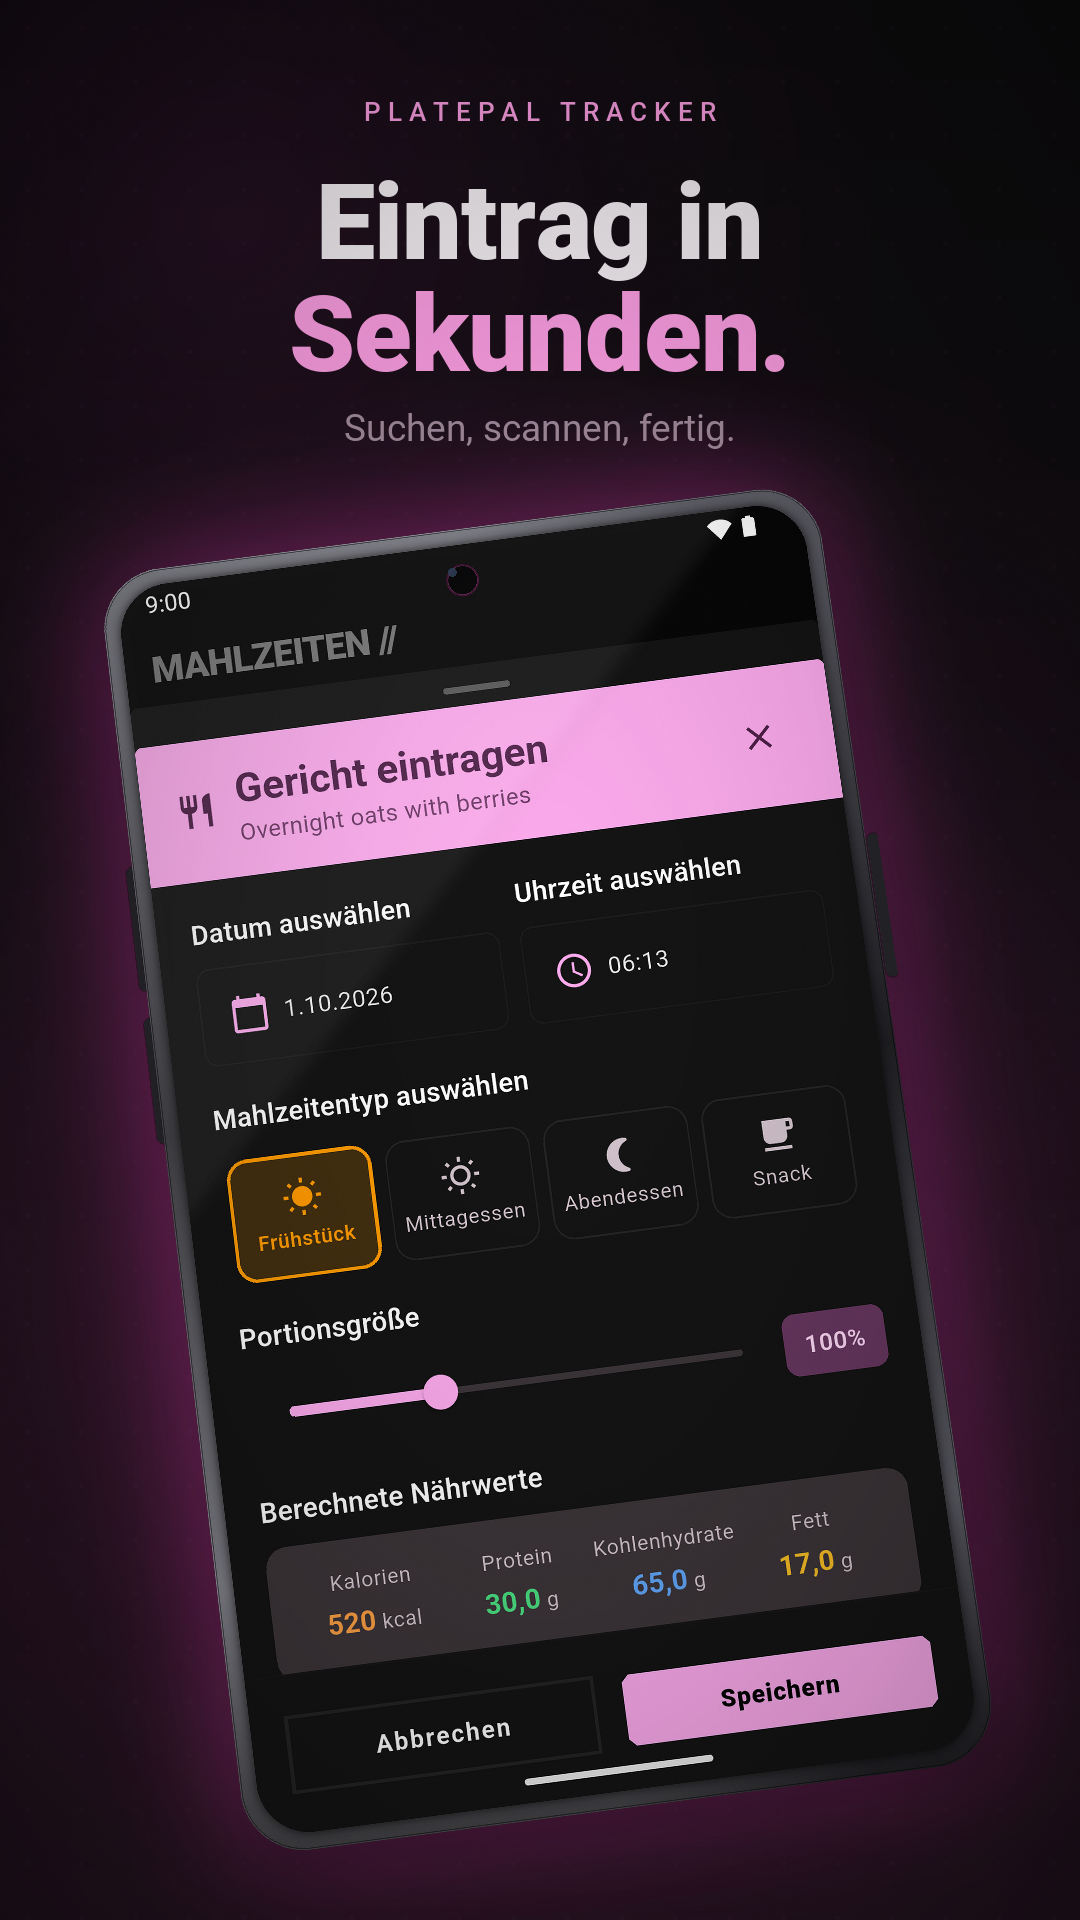 PLATEPAL TRACKER
Eintrag in
Sekunden.
Suchen, scannen, fertig.
9:00
MAHLZEITEN //
Gericht eintragen
Overnight oats with berries
Datum auswählen
Uhrzeit auswählen
1.10.2026
06:13
Mahlzeitentyp auswählen
Frühstück
Mittagessen
Abendessen
Snack
Portionsgröße
100%
Berechnete Nährwerte
Kalorien
Protein
Kohlenhydrate
Fett
520 kcal
30,0 g
65,0 g
17,0 g
Abbrechen
Speichern